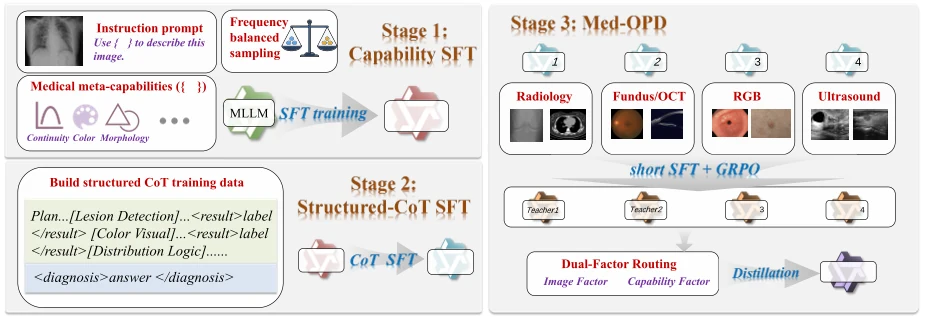 Instruction prompt
Use { } to describe this
image.
Frequency
balanced
sampling
Stage 1:
Capability SFT
Medical meta-capabilities ({ })
Continuity Color Morphology
MLLM
SFT training
Build structured CoT training data
Plan...[Lesion Detection]...<result>label
</result> [Color Visual]...<result>label
</result>[Distribution Logic]......
<diagnosis>answer </diagnosis>
Stage 2:
Structured-CoT SFT
CoT SFT
Stage 3: Med-OPD
1
2
3
4
Radiology
Fundus/OCT
RGB
Ultrasound
short SFT + GRPO
Teacher1
Teacher2
3
4
Dual-Factor Routing
Image Factor Capability Factor
Distillation